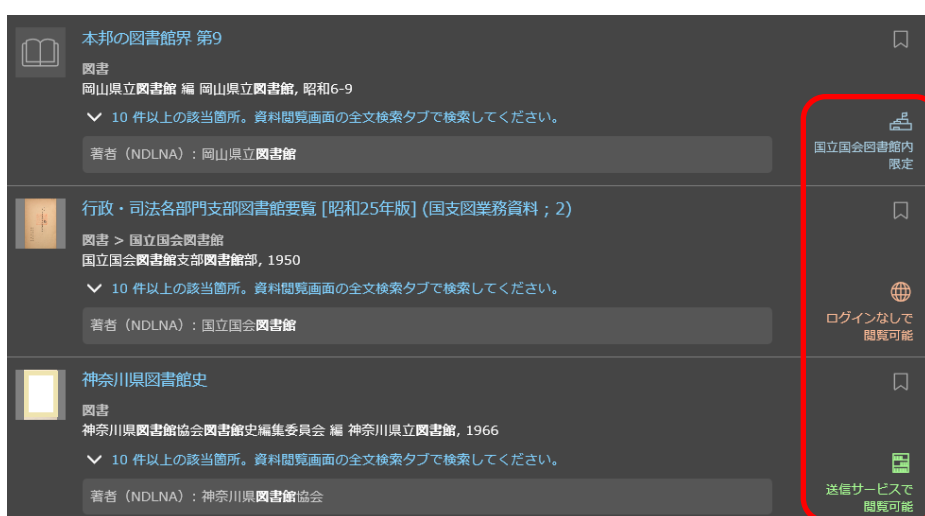 本邦の図書館界 第9
図書
岡山県立図書館 編 岡山県立図書館, 昭和6-9
10 件以上の該当箇所。資料閲覧画面の全文検索タブで検索してください。
著者（NDLNA）: 岡山県立図書館
国立国会図書館内
限定
行政・司法各部門支部図書館要覧 [昭和25年版] (国支図業務資料 ; 2)
図書 > 国立国会図書館
国立国会図書館支部図書館部, 1950
10 件以上の該当箇所。資料閲覧画面の全文検索タブで検索してください。
著者（NDLNA）: 国立国会図書館
ログインなしで
閲覧可能
神奈川県図書館史
図書
神奈川県図書館協会図書館史編集委員会 編 神奈川県立図書館, 1966
10 件以上の該当箇所。資料閲覧画面の全文検索タブで検索してください。
著者（NDLNA）: 神奈川県図書館協会
送信サービスで
閲覧可能